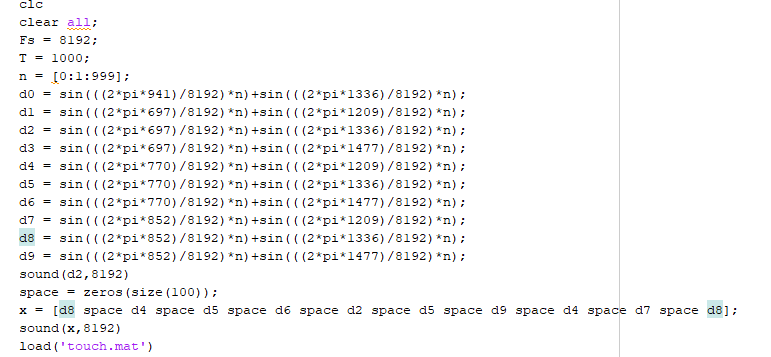 clc
clear all;
Fs = 8192;
T = 1000;
n = [0:1:999];
d0 = sin(((2*pi*941)/8192)*n)+sin(((2*pi*1336)/8192)*n);
d1 = sin(((2*pi*697)/8192)*n)+sin(((2*pi*1209)/8192)*n);
d2 = sin(((2*pi*697)/8192)*n)+sin(((2*pi*1336)/8192)*n);
d3 = sin(((2*pi*697)/8192)*n)+sin(((2*pi*1477)/8192)*n);
d4 = sin(((2*pi*770)/8192)*n)+sin(((2*pi*1209)/8192)*n);
d5 = sin(((2*pi*770)/8192)*n)+sin(((2*pi*1336)/8192)*n);
d6 = sin(((2*pi*770)/8192)*n)+sin(((2*pi*1477)/8192)*n);
d7 = sin(((2*pi*852)/8192)*n)+sin(((2*pi*1209)/8192)*n);
d8 = sin(((2*pi*852)/8192)*n)+sin(((2*pi*1336)/8192)*n);
d9 = sin(((2*pi*852)/8192)*n)+sin(((2*pi*1477)/8192)*n);
sound(d2,8192)
space = zeros(size(100));
x = [d8 space d4 space d5 space d6 space d2 space d5 space d9 space d4 space d7 space d8];
sound(x,8192)
load('touch.mat')